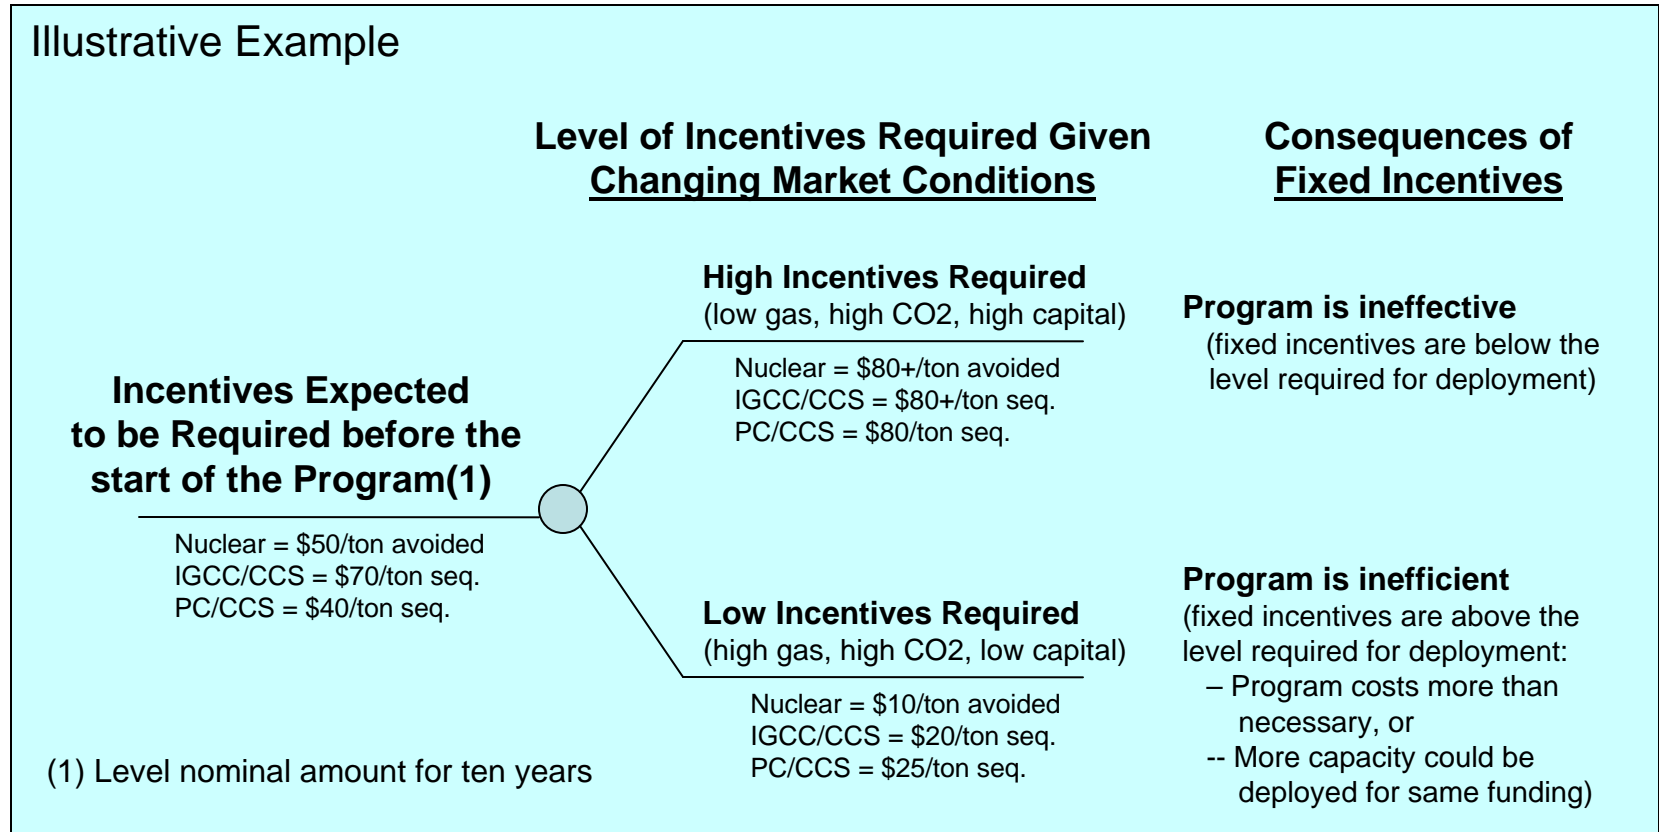 Illustrative Example
Level of Incentives Required Given
Changing Market Conditions
Consequences of
Fixed Incentives
Incentives Expected
to be Required before the
start of the Program(1)
Nuclear = $50/ton avoided
IGCC/CCS = $70/ton seq.
PC/CCS = $40/ton seq.
High Incentives Required
(low gas, high CO2, high capital)
Nuclear = $80+/ton avoided
IGCC/CCS = $80+/ton seq.
PC/CCS = $80/ton seq.
Program is ineffective
(fixed incentives are below the
level required for deployment)
Low Incentives Required
(high gas, high CO2, low capital)
Nuclear = $10/ton avoided
IGCC/CCS = $20/ton seq.
PC/CCS = $25/ton seq.
Program is inefficient
(fixed incentives are above the
level required for deployment:
– Program costs more than
necessary, or
-- More capacity could be
deployed for same funding)
(1) Level nominal amount for ten years